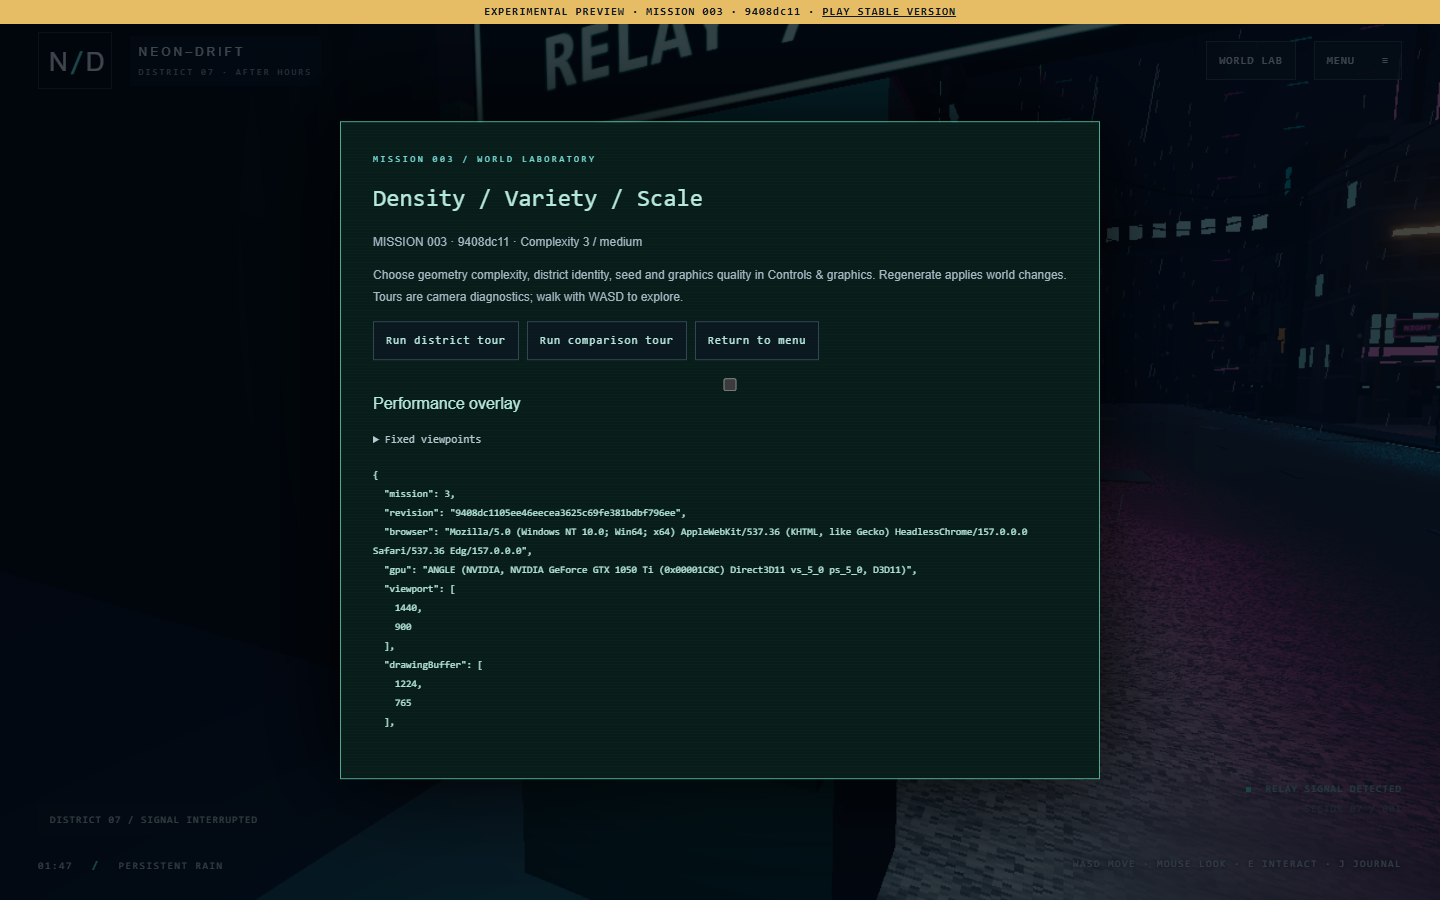 EXPERIMENTAL PREVIEW · MISSION 003 · 9408dc11 · PLAY STABLE VERSION
N/D
NEON—DRIFT
DISTRICT 07 · AFTER HOURS
RELAY
WORLD LAB
MENU ≡
MISSION 003 / WORLD LABORATORY
Density / Variety / Scale
MISSION 003 · 9408dc11 · Complexity 3 / medium
Choose geometry complexity, district identity, seed and graphics quality in Controls & graphics. Regenerate applies world changes.
Tours are camera diagnostics; walk with WASD to explore.
Run district tour
Run comparison tour
Return to menu
NIGHT
Performance overlay
▶ Fixed viewpoints
{
"mission": 3,
"revision": "9408dc1105ee46eecea3625c69fe381bdbf796ee",
"browser": "Mozilla/5.0 (Windows NT 10.0; Win64; x64) AppleWebKit/537.36 (KHTML, like Gecko) HeadlessChrome/157.0.0.0
Safari/537.36 Edg/157.0.0.0",
"gpu": "ANGLE (NVIDIA, NVIDIA GeForce GTX 1050 Ti (0x00001C8C) Direct3D11 vs_5_0 ps_5_0, D3D11)",
"viewport": [
1440,
900
],
"drawingBuffer": [
1224,
765
],
RELAY SIGNAL DETECTED
DISTRICT 07 / SIGNAL INTERRUPTED
01:47 / PERSISTENT RAIN
WASD MOVE · MOUSE LOOK · E INTERACT · J JOURNAL